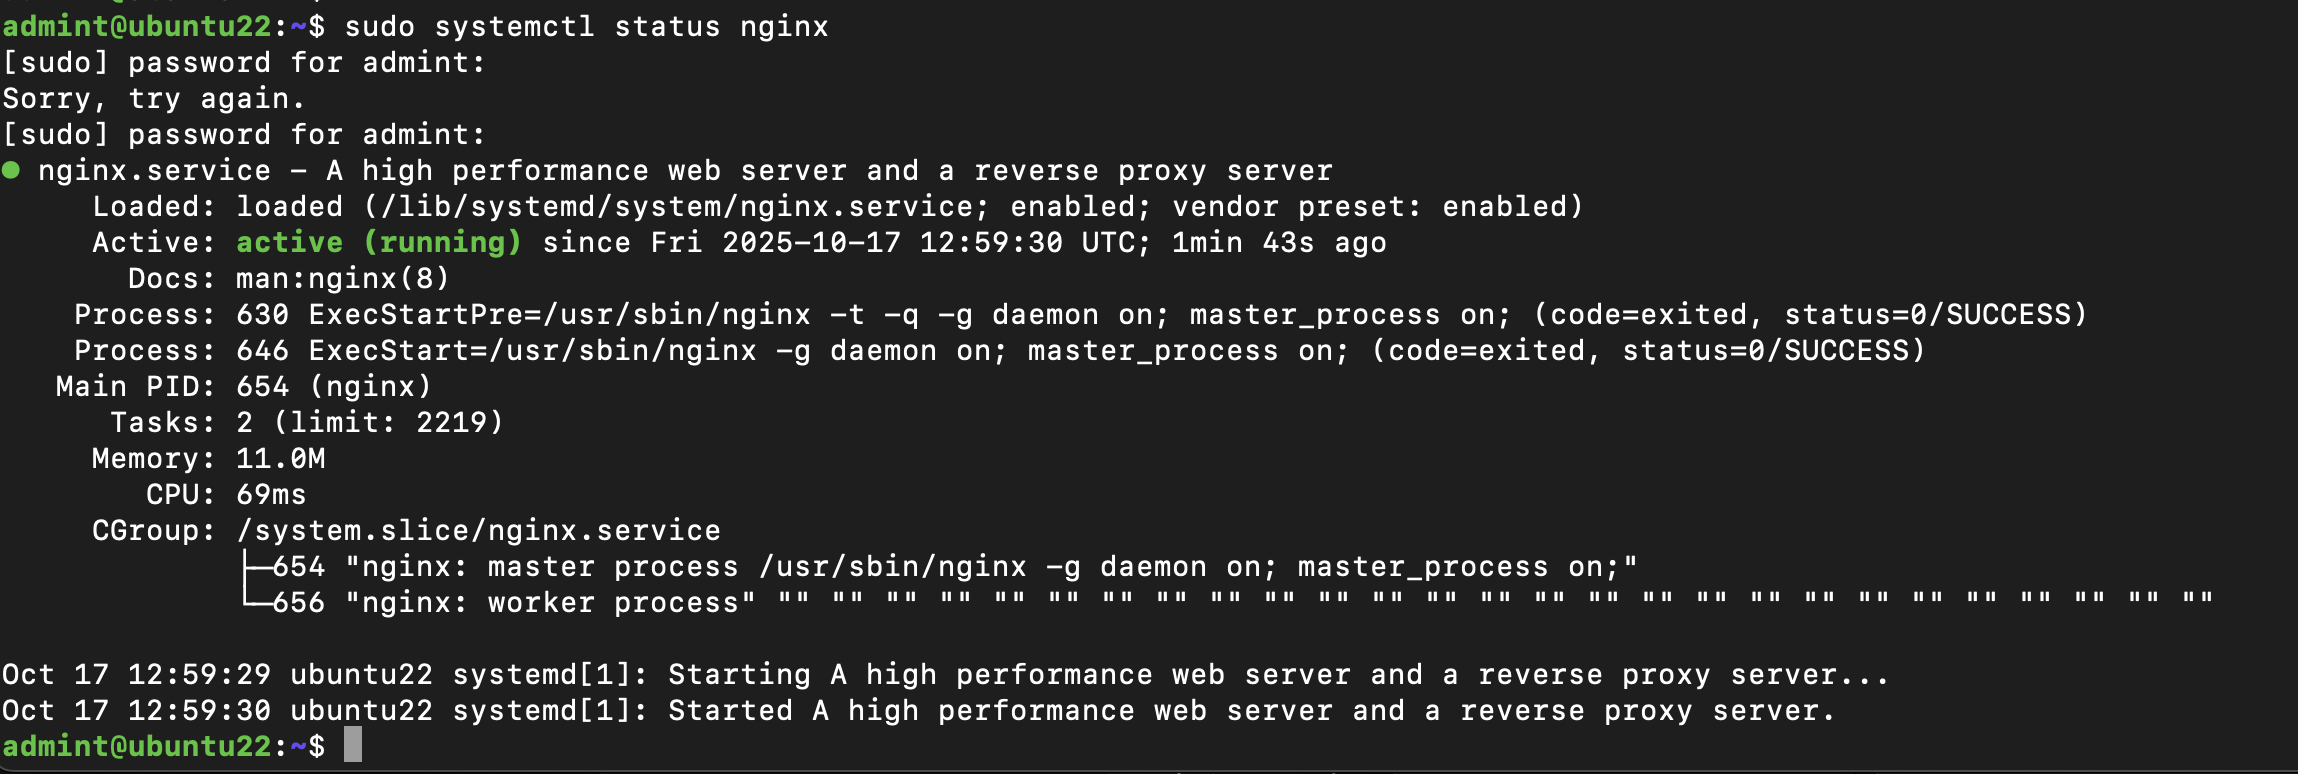 admint@ubuntu22:~$ sudo systemctl status nginx
[sudo] password for admint:
Sorry, try again.
[sudo] password for admint:
● nginx.service - A high performance web server and a reverse proxy server
     Loaded: loaded (/lib/systemd/system/nginx.service; enabled; vendor preset: enabled)
     Active: active (running) since Fri 2025-10-17 12:59:30 UTC; 1min 43s ago
       Docs: man:nginx(8)
    Process: 630 ExecStartPre=/usr/sbin/nginx -t -q -g daemon on; master_process on; (code=exited, status=0/SUCCESS)
    Process: 646 ExecStart=/usr/sbin/nginx -g daemon on; master_process on; (code=exited, status=0/SUCCESS)
   Main PID: 654 (nginx)
      Tasks: 2 (limit: 2219)
     Memory: 11.0M
        CPU: 69ms
     CGroup: /system.slice/nginx.service
             ├─654 "nginx: master process /usr/sbin/nginx -g daemon on; master_process on;"
             └─656 "nginx: worker process" "" "" "" "" "" "" "" "" "" "" "" "" "" "" "" "" "" "" "" "" "" "" "" "" "" "" ""

Oct 17 12:59:29 ubuntu22 systemd[1]: Starting A high performance web server and a reverse proxy server...
Oct 17 12:59:30 ubuntu22 systemd[1]: Started A high performance web server and a reverse proxy server.
admint@ubuntu22:~$